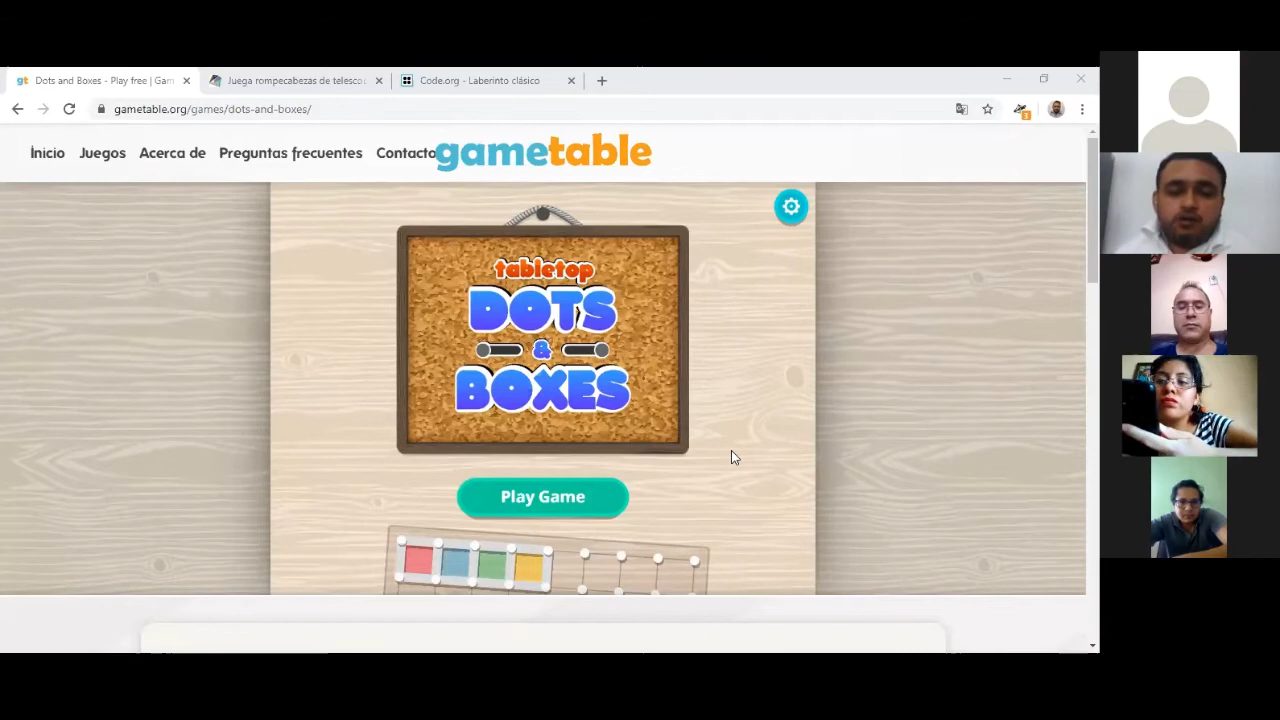 Dots and Boxes - Play free | Gam
Juega rompecabezas de telesco
Code.org - Laberinto clásico
gametable.org/games/dots-and-boxes/
Inicio
Juegos
Acerca de
Preguntas frecuentes
Contacto
gametable
tabletop
DOTS
&
BOXES
Play Game